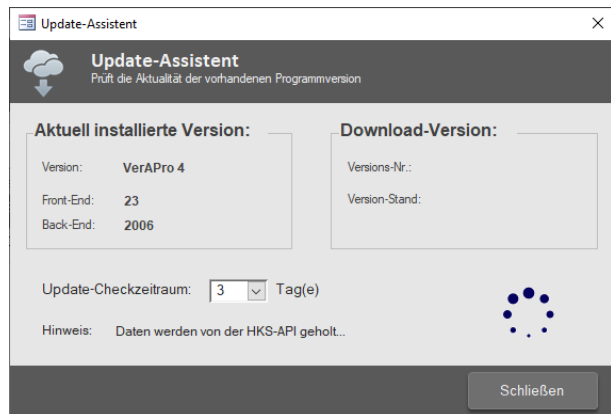 Update-Assistent
Update-Assistent
Prüft die Aktualität der vorhandenen Programmversion
Aktuell installierte Version:
Version: VerAPro 4
Front-End: 23
Back-End: 2006
Download-Version:
Versions-Nr.:
Version-Stand:
Update-Checkzeitraum: 3 Tag(e)
Hinweis: Daten werden von der HKS-API geholt...
Schließen